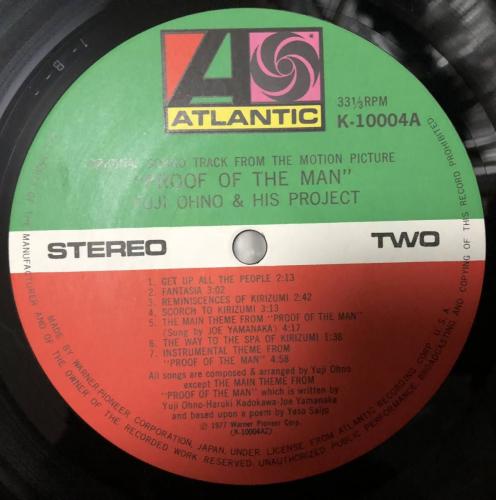 1 - B -
ATLANTIC
33⅓RPM
K-10004A
ORIGINAL SOUND TRACK FROM THE MOTION PICTURE
"PROOF OF THE MAN"
YUJI OHNO & HIS PROJECT
STEREO
TWO
1. GET UP ALL THE PEOPLE 2:13
2. FANTASIA 3:02
3. REMINISCENCES OF KIRIZUMI 2:42
4. SCORCH TO KIRIZUMI 3:13
5. THE MAIN THEME FROM "PROOF OF THE MAN"
(Sung by JOE YAMANAKA) 4:17
6. THE WAY TO THE SPA OF KIRIZUMI 1:36
7. INSTRUMENTAL THEME FROM
"PROOF OF THE MAN" 4:58
All songs are composed & arranged by Yuji Ohno
except THE MAIN THEME FROM
"PROOF OF THE MAN" which is written by
Yuji Ohno-Haruki Kadokawa-Joe Yamanaka
and based upon a poem by Yaso Saijo
℗ 1977 Warner Pioneer Corp.
(K-10004A2)
MADE BY WARNER-PIONEER CORPORATION, JAPAN, UNDER LICENSE FROM ATLANTIC RECORDING CORP., U.S.A.
OF THE MANUFACTURER AND OF THE OWNER OF THE RECORDED WORK RESERVED. UNAUTHORIZED PUBLIC PERFORMANCE, BROADCASTING AND COPYING OF THIS RECORD PROHIBITED